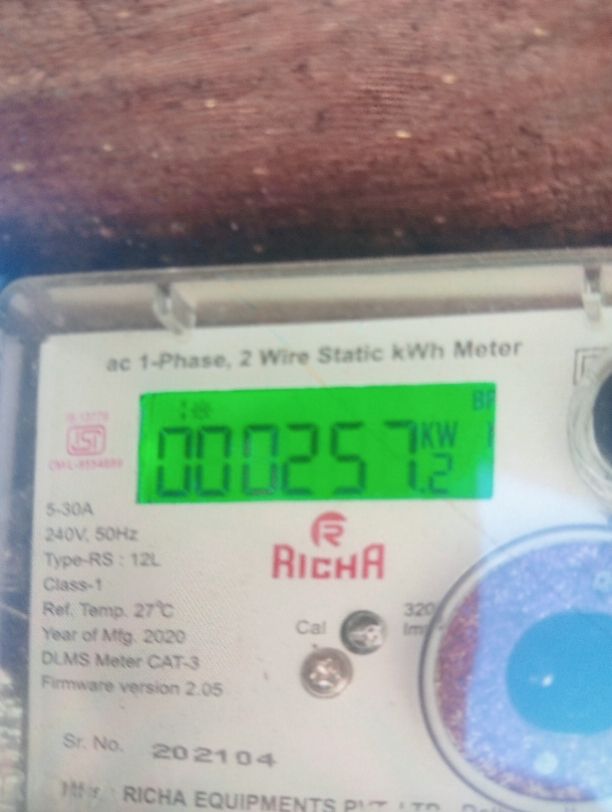 ac 1-Phase, 2 Wire Static kWh Meter
000257.2 KW
5-30A
240V, 50Hz
Type-RS : 12L
Class-1
Ref. Temp. 27°C
Year of Mfg. 2020
DLMS Meter CAT-3
Firmware version 2.05
RICHA
Cal
320
Sr. No. 202104
RICHA EQUIPMENTS PVT LTD